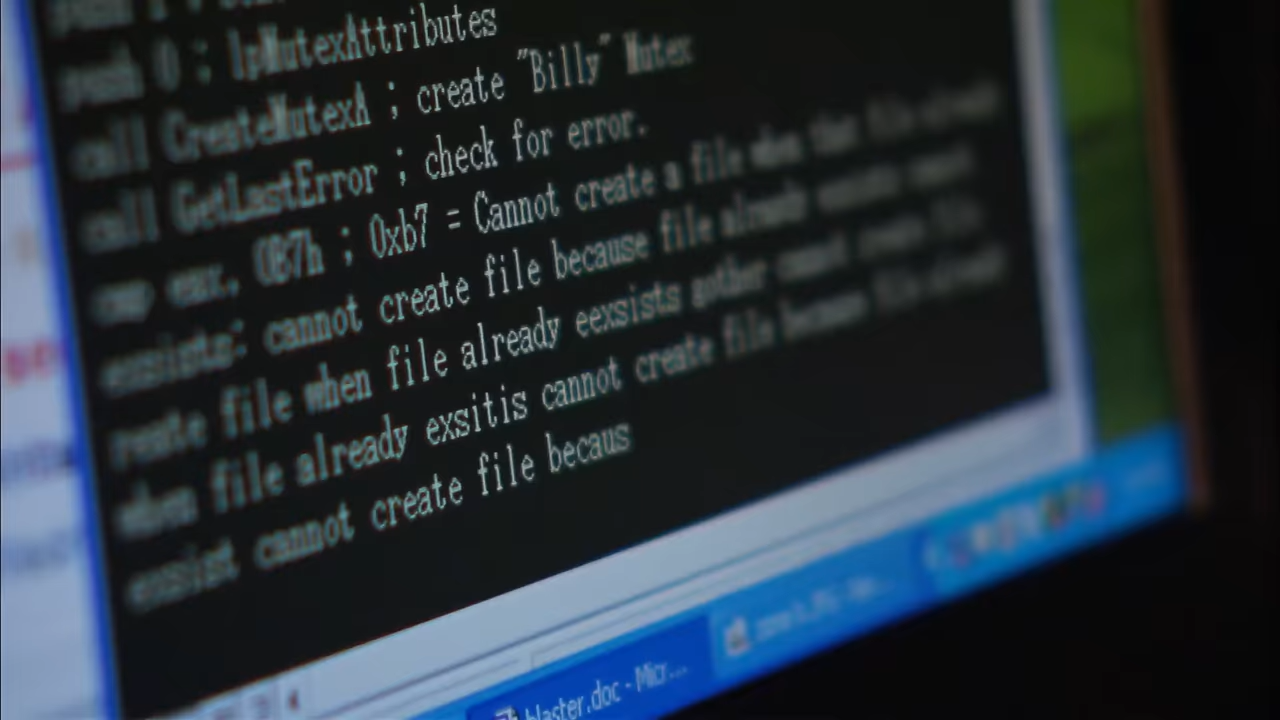 push 0 ; lpMutexAttributes
call CreateMutexA ; create "Billy" Mutex
call GetLastError ; check for error.
cmp eax, 0B7h ; 0xb7 = Cannot create a file when that file already
exsists: cannot create file because file already exsists cannot
reate file when file already eexsists gother cannot create file
when file already exsitis cannot create file because file already
exsist cannot create file becaus
blaster.doc - Micr...